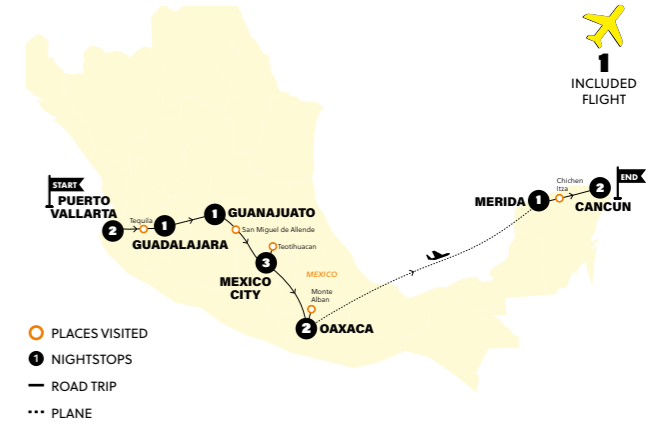 1
INCLUDED
FLIGHT
START
PUERTO
VALLARTA
2
Tequila
1
GUADALAJARA
1
GUANAJUATO
San Miguel de Allende
Teotihuacan
3
MEXICO
CITY
MEXICO
Monte
Alban
2
OAXACA
MERIDA
1
Chichen
Itza
2
CANCUN
END
PLACES VISITED
1
NIGHTSTOPS
ROAD TRIP
PLANE